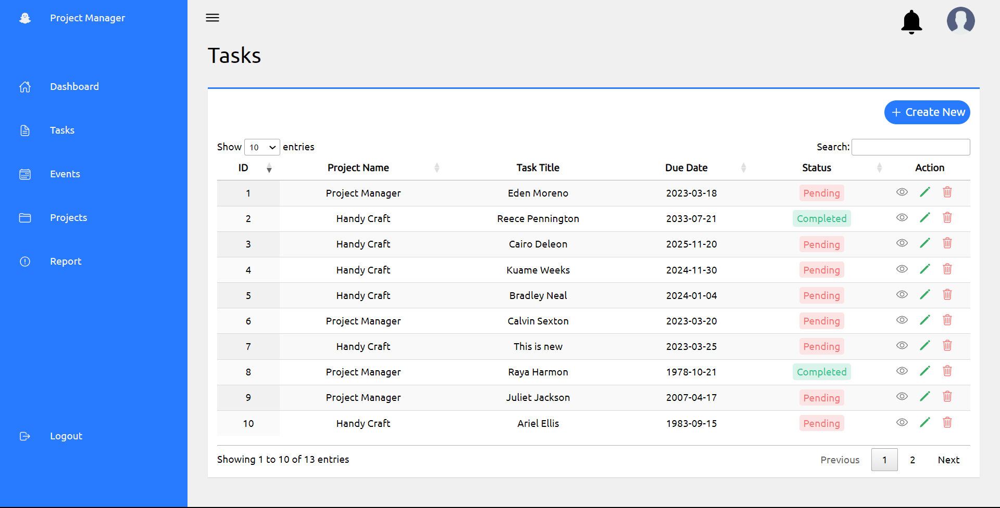 Project Manager
Dashboard
Tasks
Events
Projects
Report
Logout
Tasks
+ Create New
Show 10 entries
Search:
ID Project Name Task Title Due Date Status Action
1 Project Manager Eden Moreno 2023-03-18 Pending
2 Handy Craft Reece Pennington 2033-07-21 Completed
3 Handy Craft Cairo Deleon 2025-11-20 Pending
4 Handy Craft Kuame Weeks 2024-11-30 Pending
5 Handy Craft Bradley Neal 2024-01-04 Pending
6 Project Manager Calvin Sexton 2023-03-20 Pending
7 Handy Craft This is new 2023-03-25 Pending
8 Project Manager Raya Harmon 1978-10-21 Completed
9 Project Manager Juliet Jackson 2007-04-17 Pending
10 Handy Craft Ariel Ellis 1983-09-15 Pending
Showing 1 to 10 of 13 entries
Previous 1 2 Next